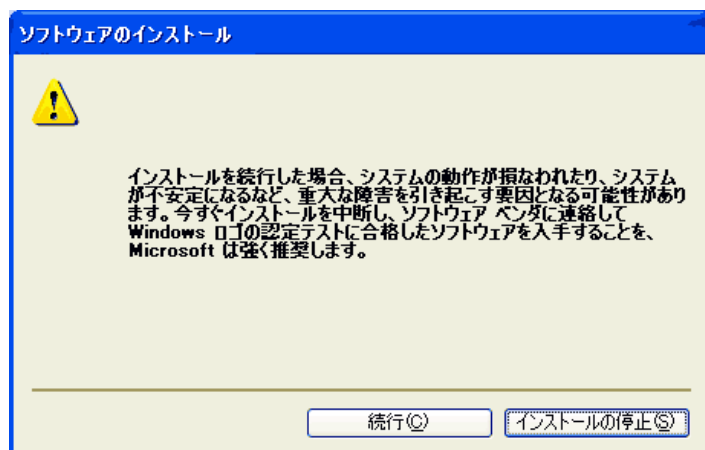 ソフトウェアのインストール
インストールを続行した場合、システムの動作が損なわれたり、システム
が不安定になるなど、重大な障害を引き起こす要因となる可能性があり
ます。今すぐインストールを中断し、ソフトウェア ベンダに連絡して
Windows ロゴの認定テストに合格したソフトウェアを入手することを、
Microsoft は強く推奨します。
続行(C)
インストールの停止(S)